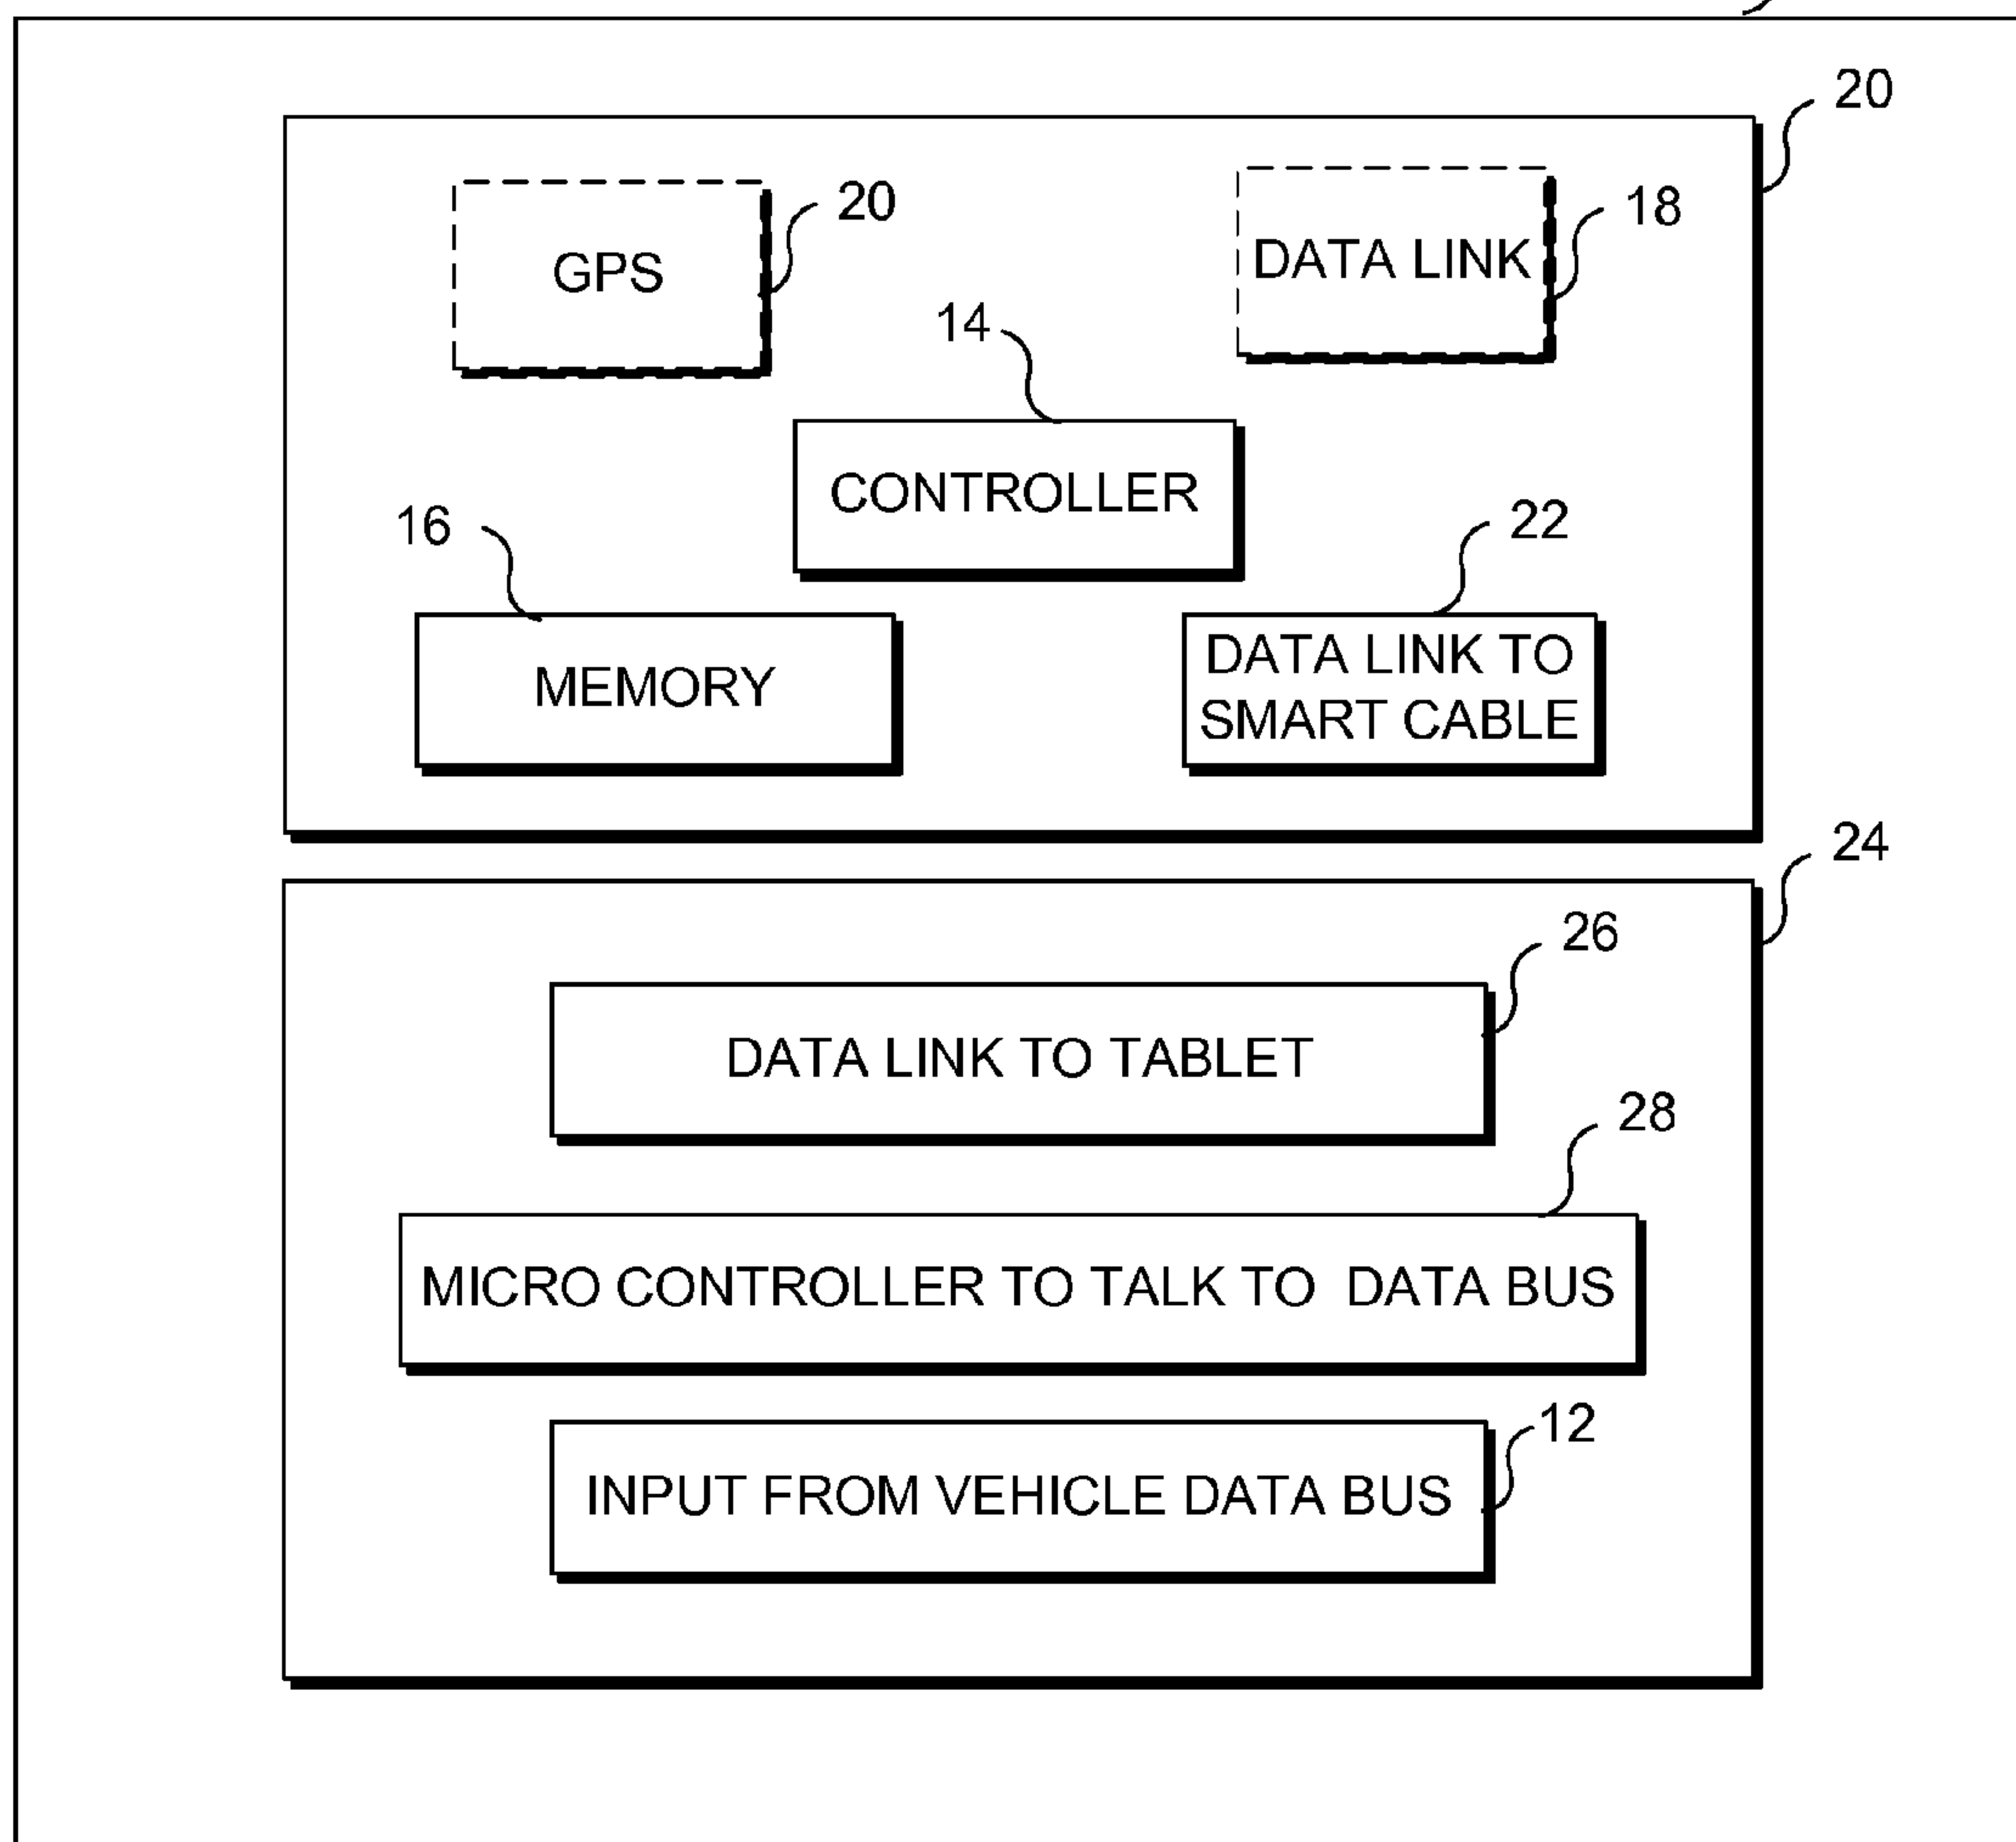 20
20
18
GPS
DATA LINK
14
CONTROLLER
16
22
MEMORY
DATA LINK TO
SMART CABLE
24
26
DATA LINK TO TABLET
28
MICRO CONTROLLER TO TALK TO DATA BUS
12
INPUT FROM VEHICLE DATA BUS